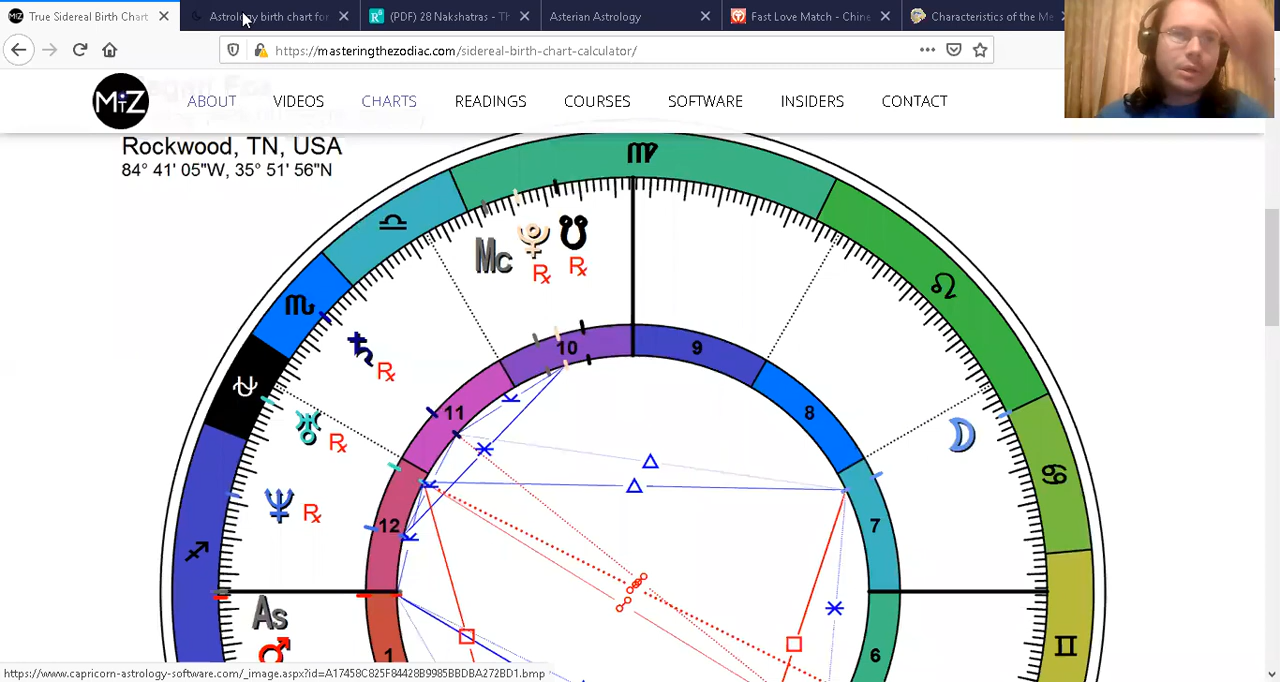 True Sidereal Birth Chart
Astrology birth chart for
(PDF) 28 Nakshatras - Th
Asterian Astrology
Fast Love Match - Chine
Characteristics of the Me
https://masteringthezodiac.com/sidereal-birth-chart-calculator/
MTZ
ABOUT
VIDEOS
CHARTS
READINGS
COURSES
SOFTWARE
INSIDERS
CONTACT
Rockwood, TN, USA
84° 41' 05"W, 35° 51' 56"N
Mc
10
9
11
8
12
7
As
1
6
https://www.capricorn-astrology-software.com/_image.aspx?id=A17458C825F84428B9985BBDBA272BD1.bmp